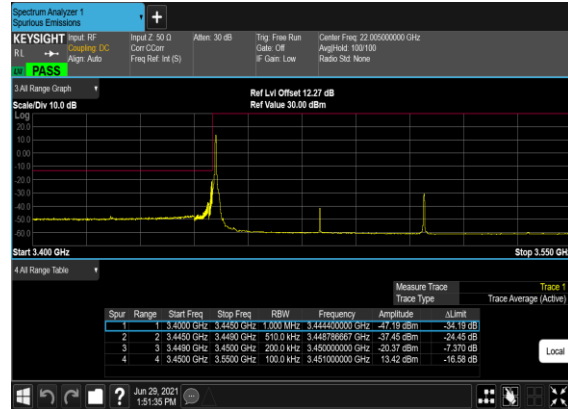 Spectrum Analyzer 1
Spurious Emissions
+
KEYSIGHT Input: RF Input Z: 50 Ω Atten: 30 dB Trig: Free Run Center Freq: 22.005000000 GHz
RL Coupling: DC Corr CCorr Gate: Off Avg|Hold: 100/100
Align: Auto Freq Ref: Int (S) IF Gain: Low Radio Std: None
PASS
3 All Range Graph
Ref Lvl Offset 12.27 dB
Scale/Div 10.0 dB Ref Value 30.00 dBm
Log
20.0
10.0
0.00
-10.0
-20.0
-30.0
-40.0
-50.0
-60.0
Start 3.400 GHz Stop 3.550 GHz
4 All Range Table
Measure Trace Trace 1
Trace Type Trace Average (Active)
Spur Range Start Freq Stop Freq RBW Frequency Amplitude ΔLimit
1 1 3.4000 GHz 3.4450 GHz 1.000 MHz 3.444400000 GHz -47.19 dBm -34.19 dB
2 2 3.4450 GHz 3.4490 GHz 510.0 kHz 3.448786667 GHz -37.45 dBm -24.45 dB
3 3 3.4490 GHz 3.4500 GHz 200.0 kHz 3.450000000 GHz -20.37 dBm -7.370 dB
4 4 3.4500 GHz 3.5500 GHz 100.0 kHz 3.451000000 GHz 13.42 dBm -16.58 dB
Local
?
Jun 29, 2021
1:51:35 PM